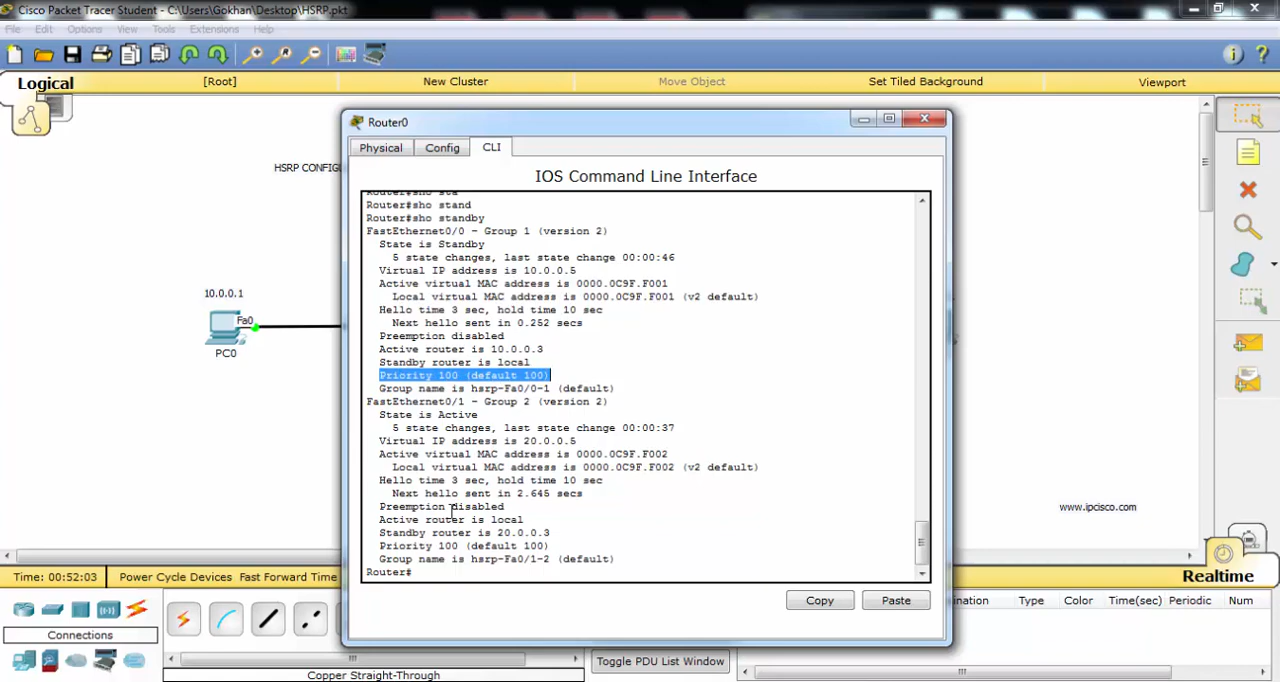 Cisco Packet Tracer Student - C:\Users\Gokhan\Desktop\HSRP.pkt
File Edit Options View Tools Extensions Help
Logical [Root] New Cluster Move Object Set Tiled Background Viewport
HSRP CONFIG
10.0.0.1
Fa0
PC0
Router0
Physical Config CLI
IOS Command Line Interface
Router#sho sta
Router#sho stand
Router#sho standby
FastEthernet0/0 - Group 1 (version 2)
State is Standby
5 state changes, last state change 00:00:46
Virtual IP address is 10.0.0.5
Active virtual MAC address is 0000.0C9F.F001
Local virtual MAC address is 0000.0C9F.F001 (v2 default)
Hello time 3 sec, hold time 10 sec
Next hello sent in 0.252 secs
Preemption disabled
Active router is 10.0.0.3
Standby router is local
Priority 100 (default 100)
Group name is hsrp-Fa0/0-1 (default)
FastEthernet0/1 - Group 2 (version 2)
State is Active
5 state changes, last state change 00:00:37
Virtual IP address is 20.0.0.5
Active virtual MAC address is 0000.0C9F.F002
Local virtual MAC address is 0000.0C9F.F002 (v2 default)
Hello time 3 sec, hold time 10 sec
Next hello sent in 2.645 secs
Preemption disabled
Active router is local
Standby router is 20.0.0.3
Priority 100 (default 100)
Group name is hsrp-Fa0/1-2 (default)
Router#
Copy Paste
www.ipcisco.com
Time: 00:52:03 Power Cycle Devices Fast Forward Time
Realtime
Connections
Copper Straight-Through
Toggle PDU List Window
ination Type Color Time(sec) Periodic Num